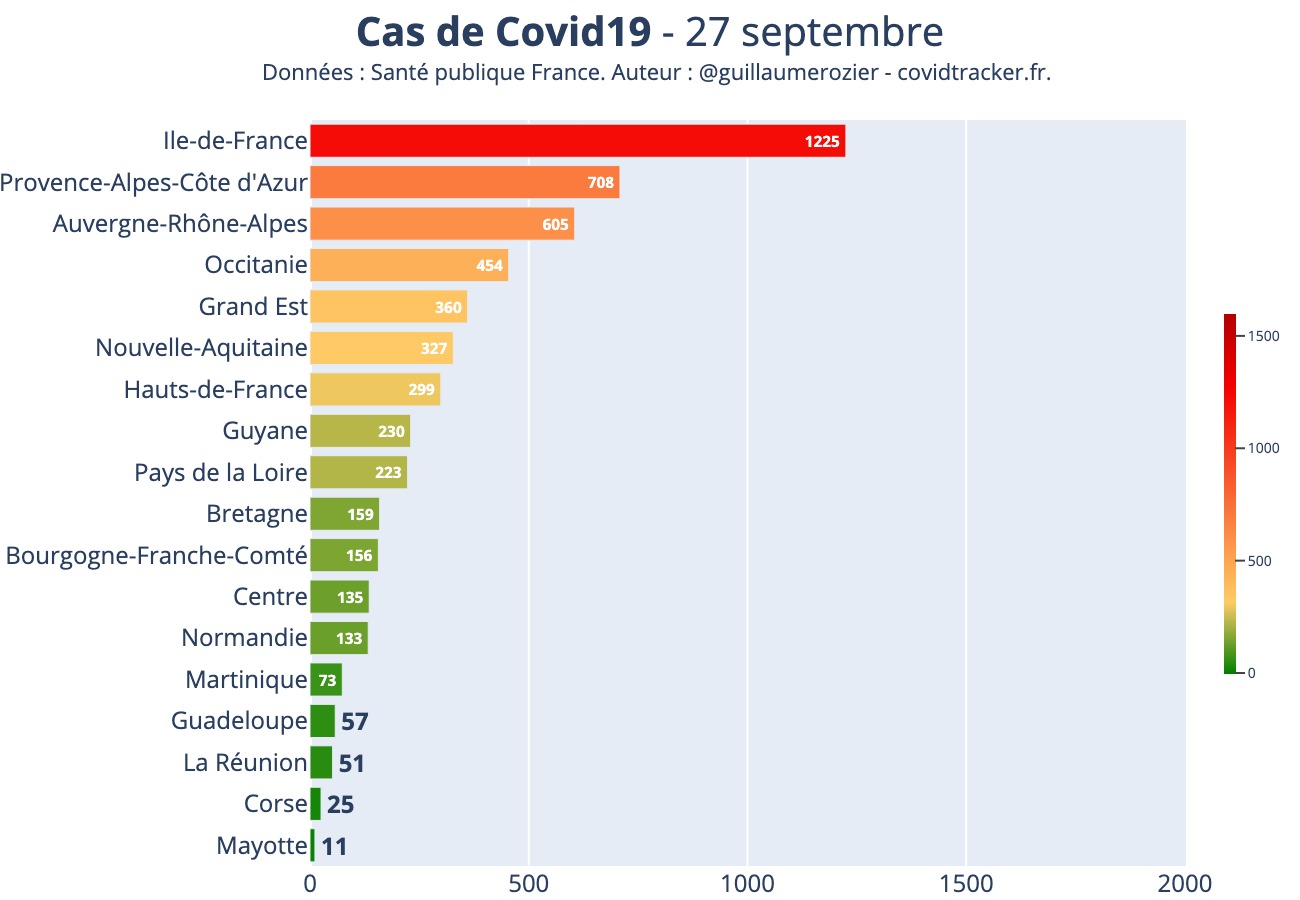 Cas de Covid19 - 27 septembre
Données : Santé publique France. Auteur : @guillaumerozier - covidtracker.fr.
Ile-de-France 1225
Provence-Alpes-Côte d'Azur 708
Auvergne-Rhône-Alpes 605
Occitanie 454
Grand Est 360
Nouvelle-Aquitaine 327
Hauts-de-France 299
Guyane 230
Pays de la Loire 223
Bretagne 159
Bourgogne-Franche-Comté 156
Centre 135
Normandie 133
Martinique 73
Guadeloupe 57
La Réunion 51
Corse 25
Mayotte 11
0 500 1000 1500 2000
1500
1000
500
0